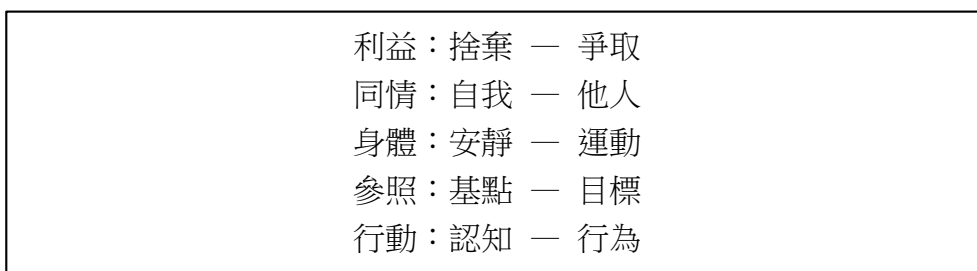 利益：捨棄 — 爭取
同情：自我 — 他人
身體：安靜 — 運動
參照：基點 — 目標
行動：認知 — 行為